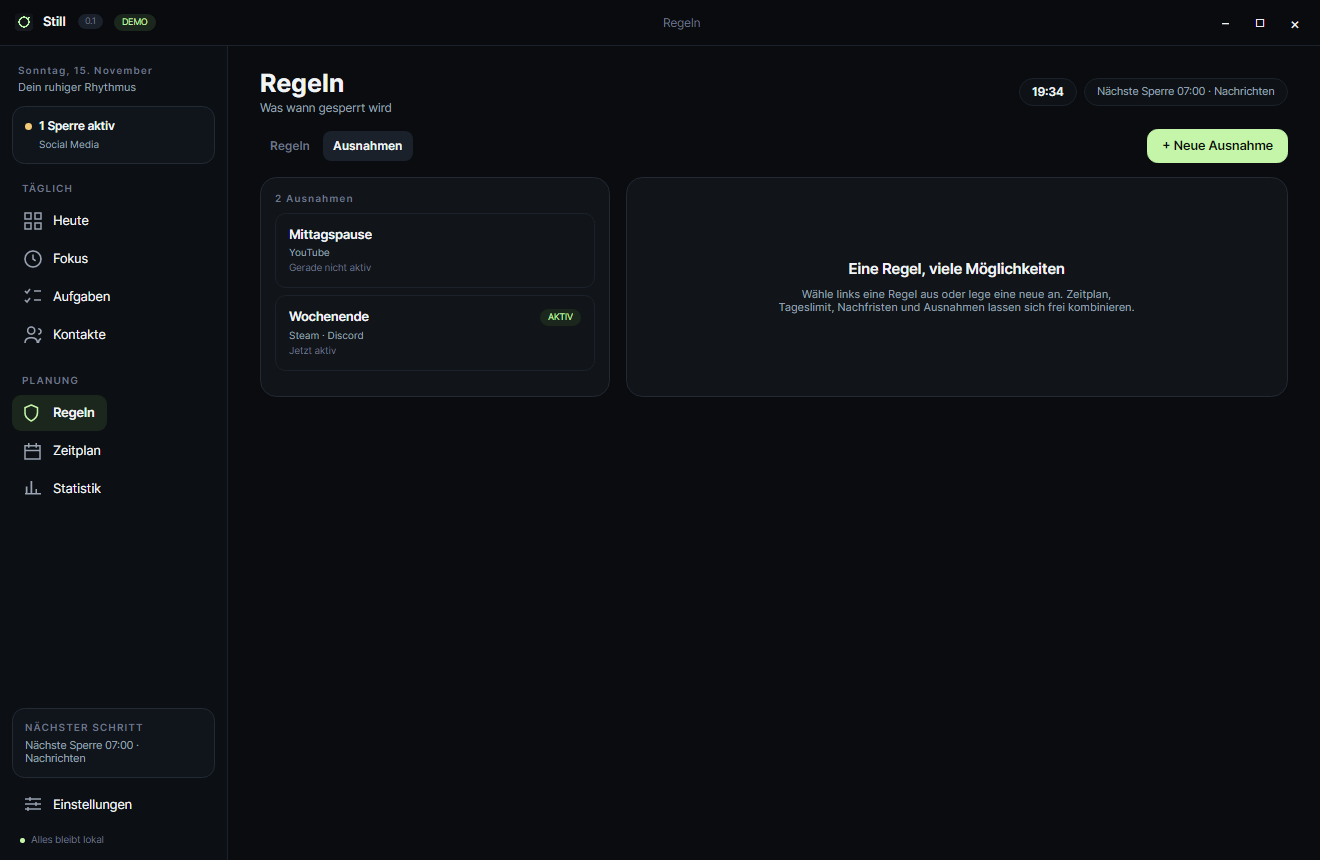 Still 0.1 DEMO
Regeln
Sonntag, 15. November
Dein ruhiger Rhythmus
1 Sperre aktiv
Social Media
TÄGLICH
Heute
Fokus
Aufgaben
Kontakte
PLANUNG
Regeln
Zeitplan
Statistik
NÄCHSTER SCHRITT
Nächste Sperre 07:00 ·
Nachrichten
Einstellungen
Alles bleibt lokal
Regeln
Was wann gesperrt wird
19:34
Nächste Sperre 07:00 · Nachrichten
Regeln
Ausnahmen
+ Neue Ausnahme
2 Ausnahmen
Mittagspause
YouTube
Gerade nicht aktiv
Wochenende
AKTIV
Steam · Discord
Jetzt aktiv
Eine Regel, viele Möglichkeiten
Wähle links eine Regel aus oder lege eine neue an. Zeitplan,
Tageslimit, Nachfristen und Ausnahmen lassen sich frei kombinieren.